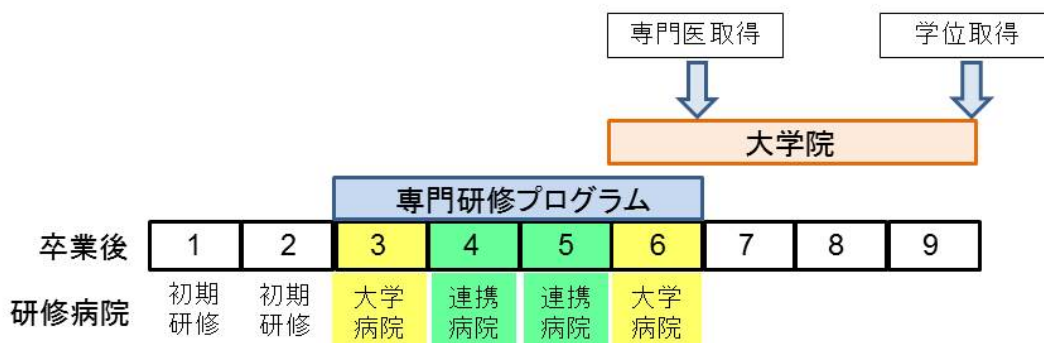 専門医取得 学位取得
大学院
専門研修プログラム
卒業後 1 2 3 4 5 6 7 8 9
研修病院 初期 初期 大学 連携 連携 大学
研修 研修 病院 病院 病院 病院